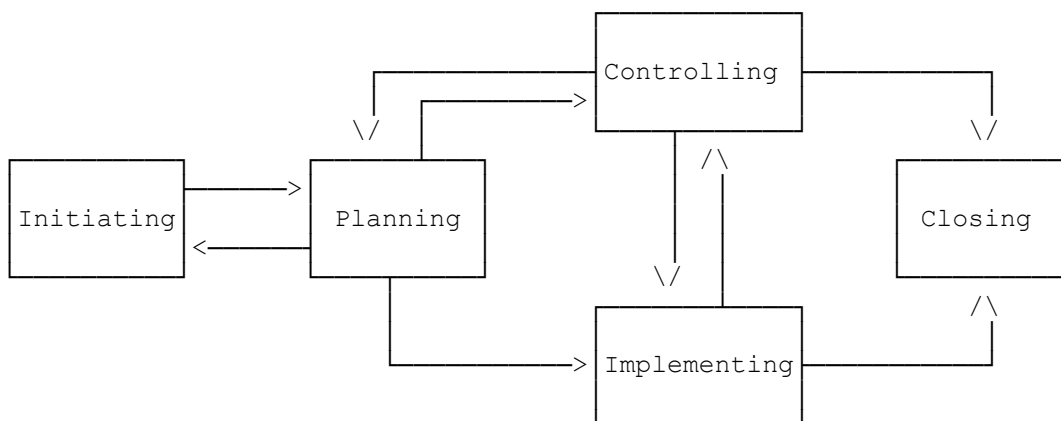 Controlling
Initiating
Planning
Closing
Implementing